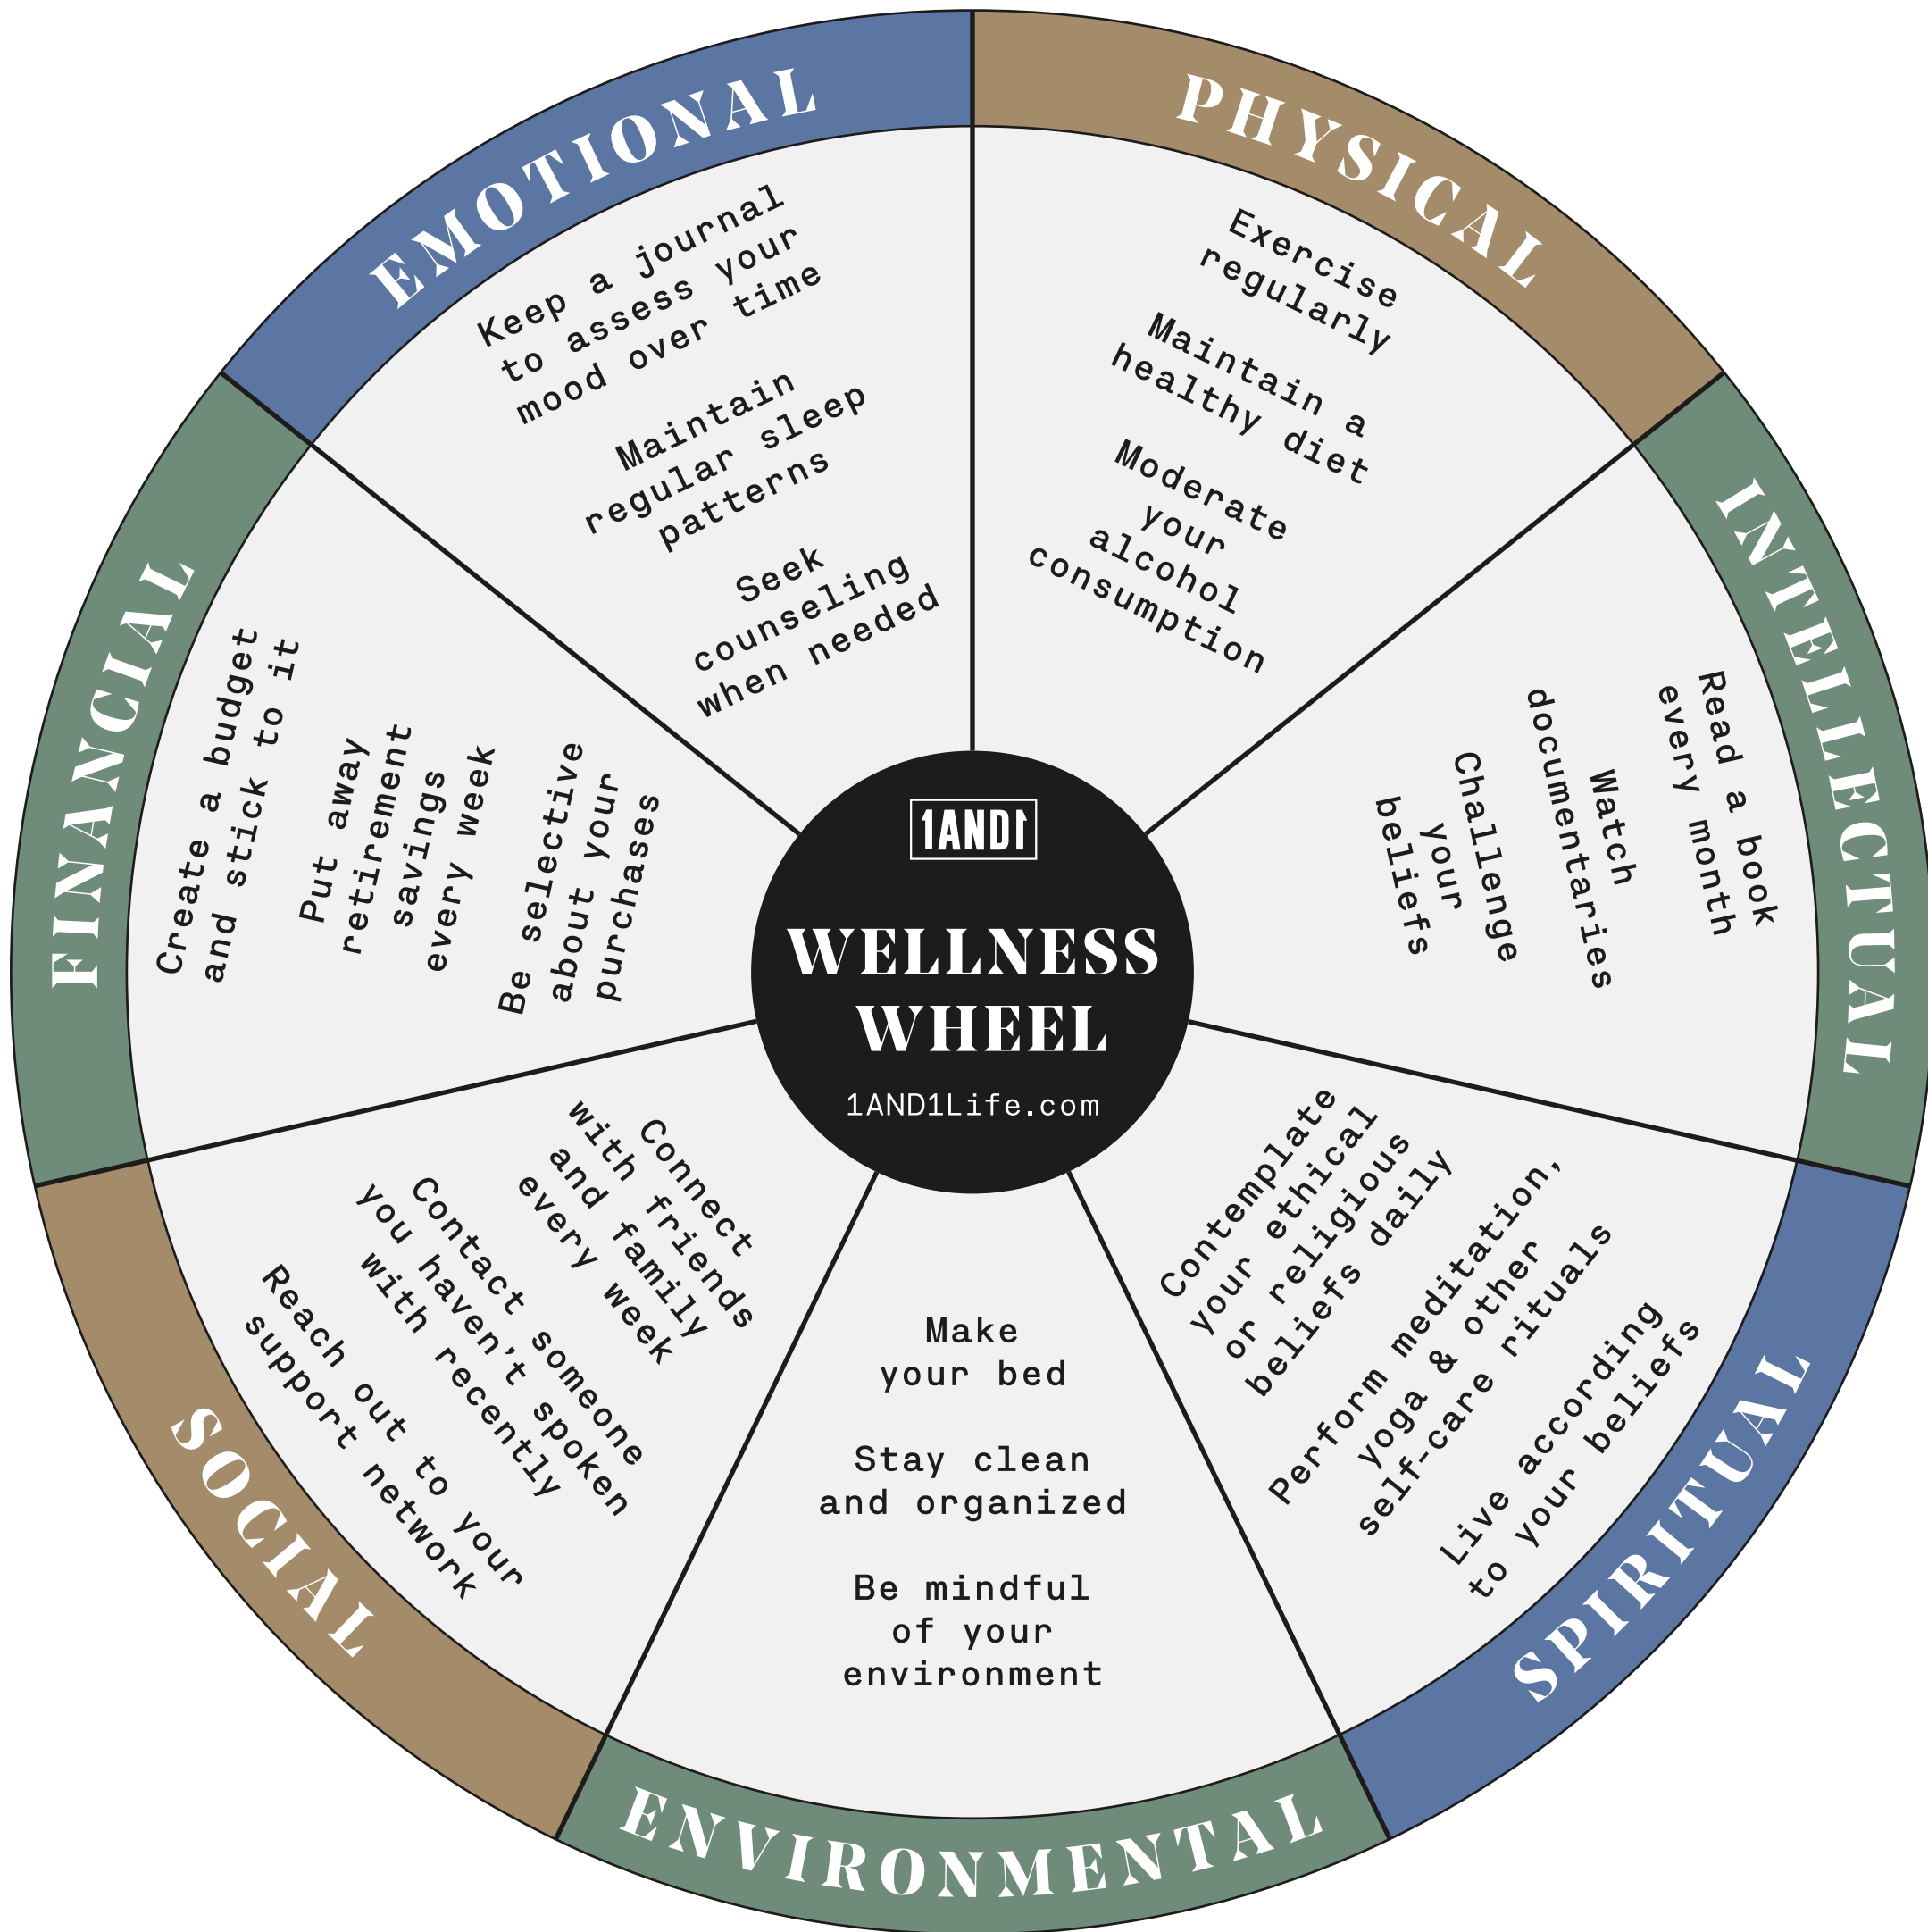 1AND1
WELLNESS
WHEEL
1AND1Life.com
PHYSICAL
Exercise
regularly
Maintain a
healthy diet
Moderate
your
alcohol
consumption
INTELLECTUAL
Read a book
every month
Watch
documentaries
Challenge
your
beliefs
SPIRITUAL
Contemplate
your ethical
or religious
beliefs daily
Perform meditation,
yoga & other
self-care rituals
Live according
to your beliefs
ENVIRONMENTAL
Make
your bed
Stay clean
and organized
Be mindful
of your
environment
SOCIAL
Connect
with friends
and family
every week
Contact someone
you haven't spoken
with recently
Reach out to your
support network
FINANCIAL
Create a budget
and stick to it
Put away
retirement
savings
every week
Be selective
about your
purchases
EMOTIONAL
Keep a journal
to assess your
mood over time
Maintain
regular sleep
patterns
Seek
counseling
when needed